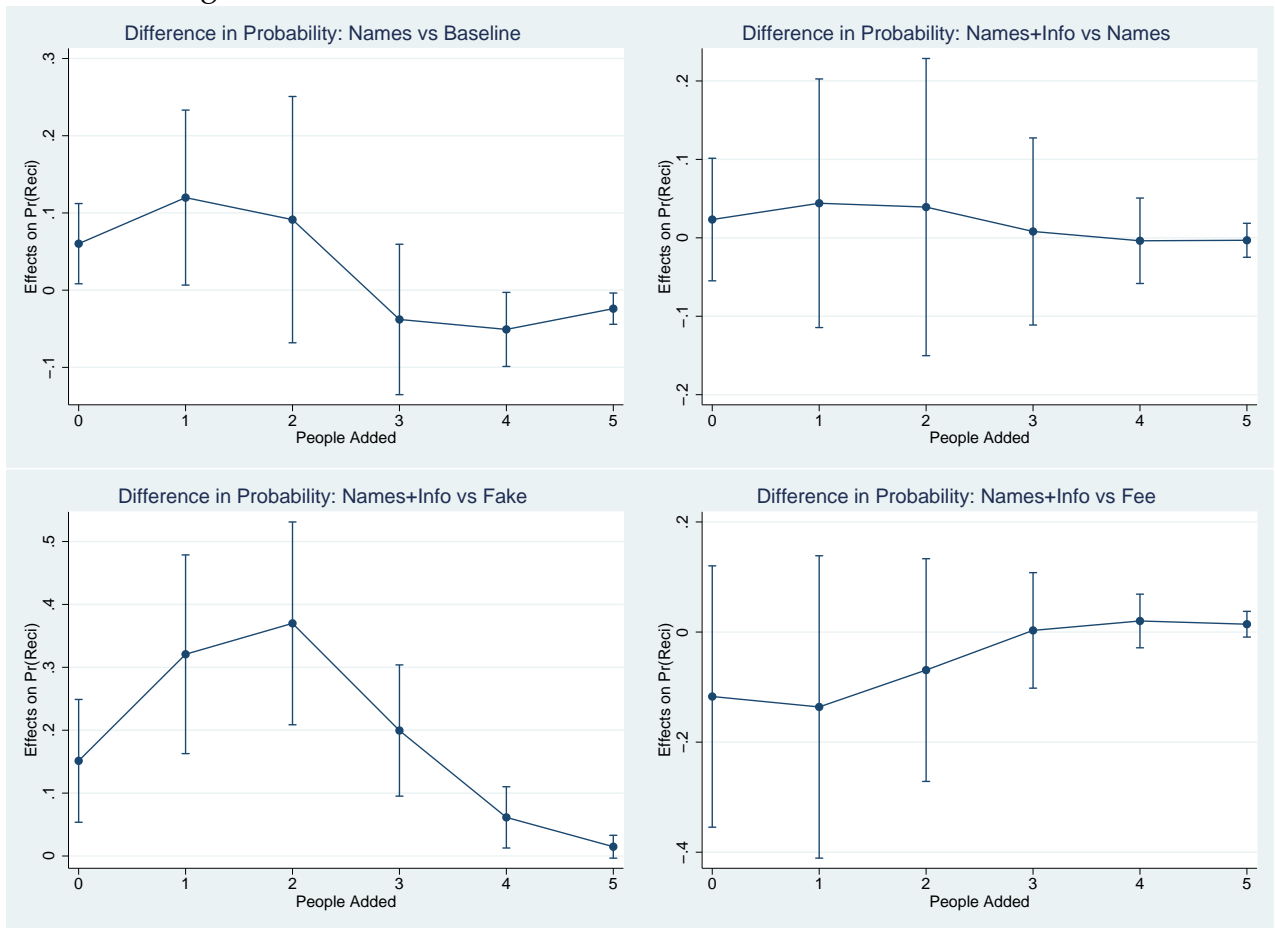 Difference in Probability: Names vs Baseline
Effects on Pr(Reci)
.3
.2
.1
0
−.1
0 1 2 3 4 5
People Added
Difference in Probability: Names+Info vs Names
Effects on Pr(Reci)
.2
.1
0
−.1
−.2
0 1 2 3 4 5
People Added
Difference in Probability: Names+Info vs Fake
Effects on Pr(Reci)
.5
.4
.3
.2
.1
0
0 1 2 3 4 5
People Added
Difference in Probability: Names+Info vs Fee
Effects on Pr(Reci)
.2
0
−.2
−.4
0 1 2 3 4 5
People Added